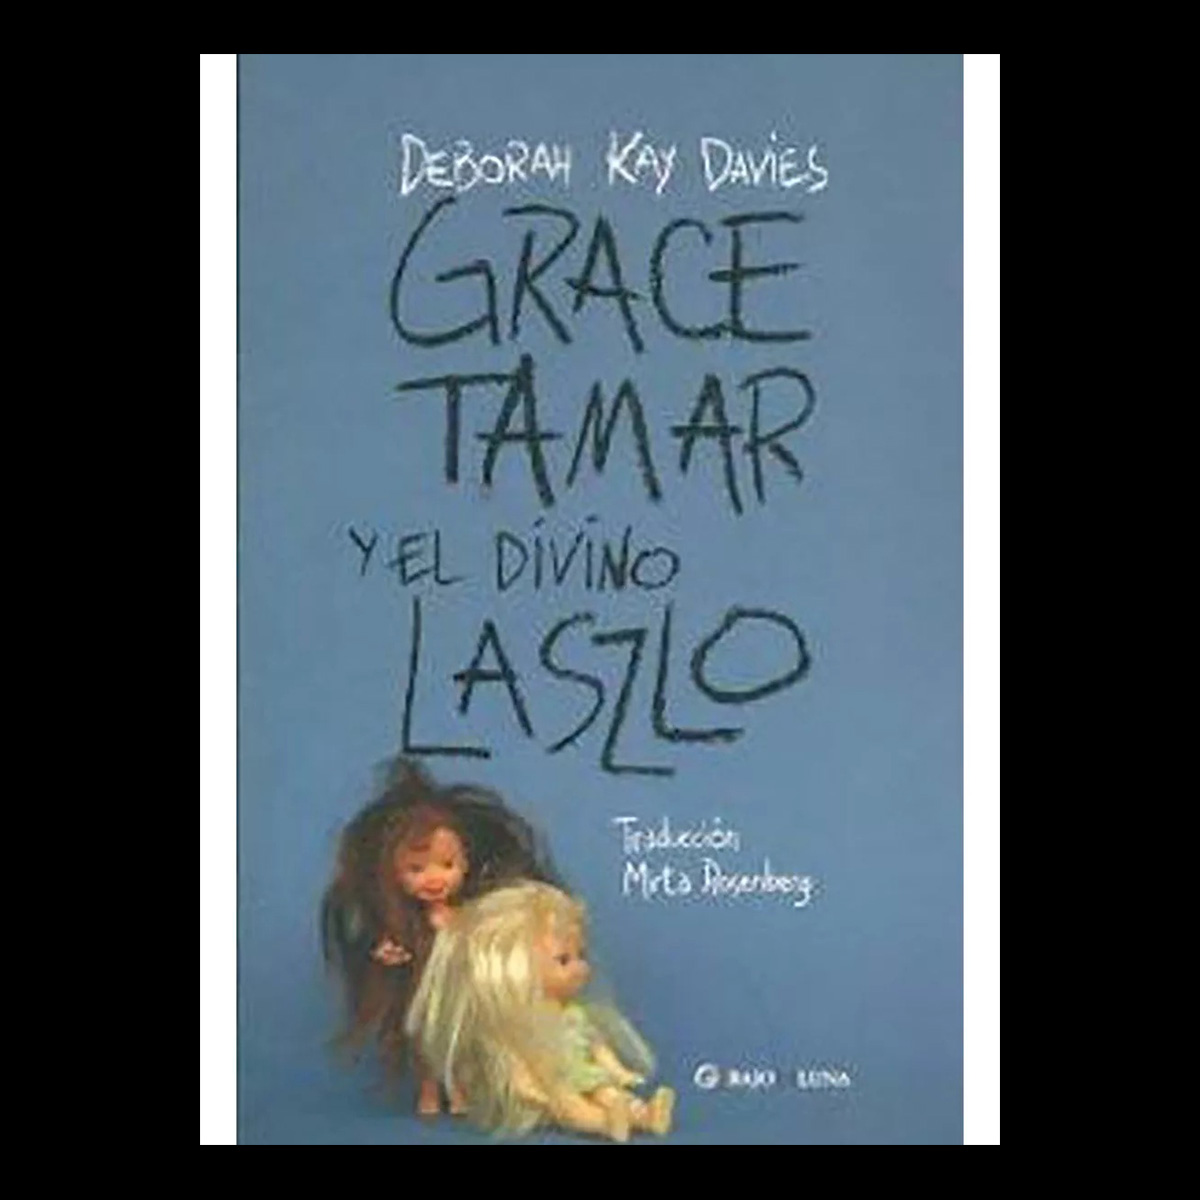 DEBORAH KAY DAVIES
GRACE
TAMAR
Y EL DIVINO
LASZLO
Traducción
Mirta Rosenberg
BAJO LUNA